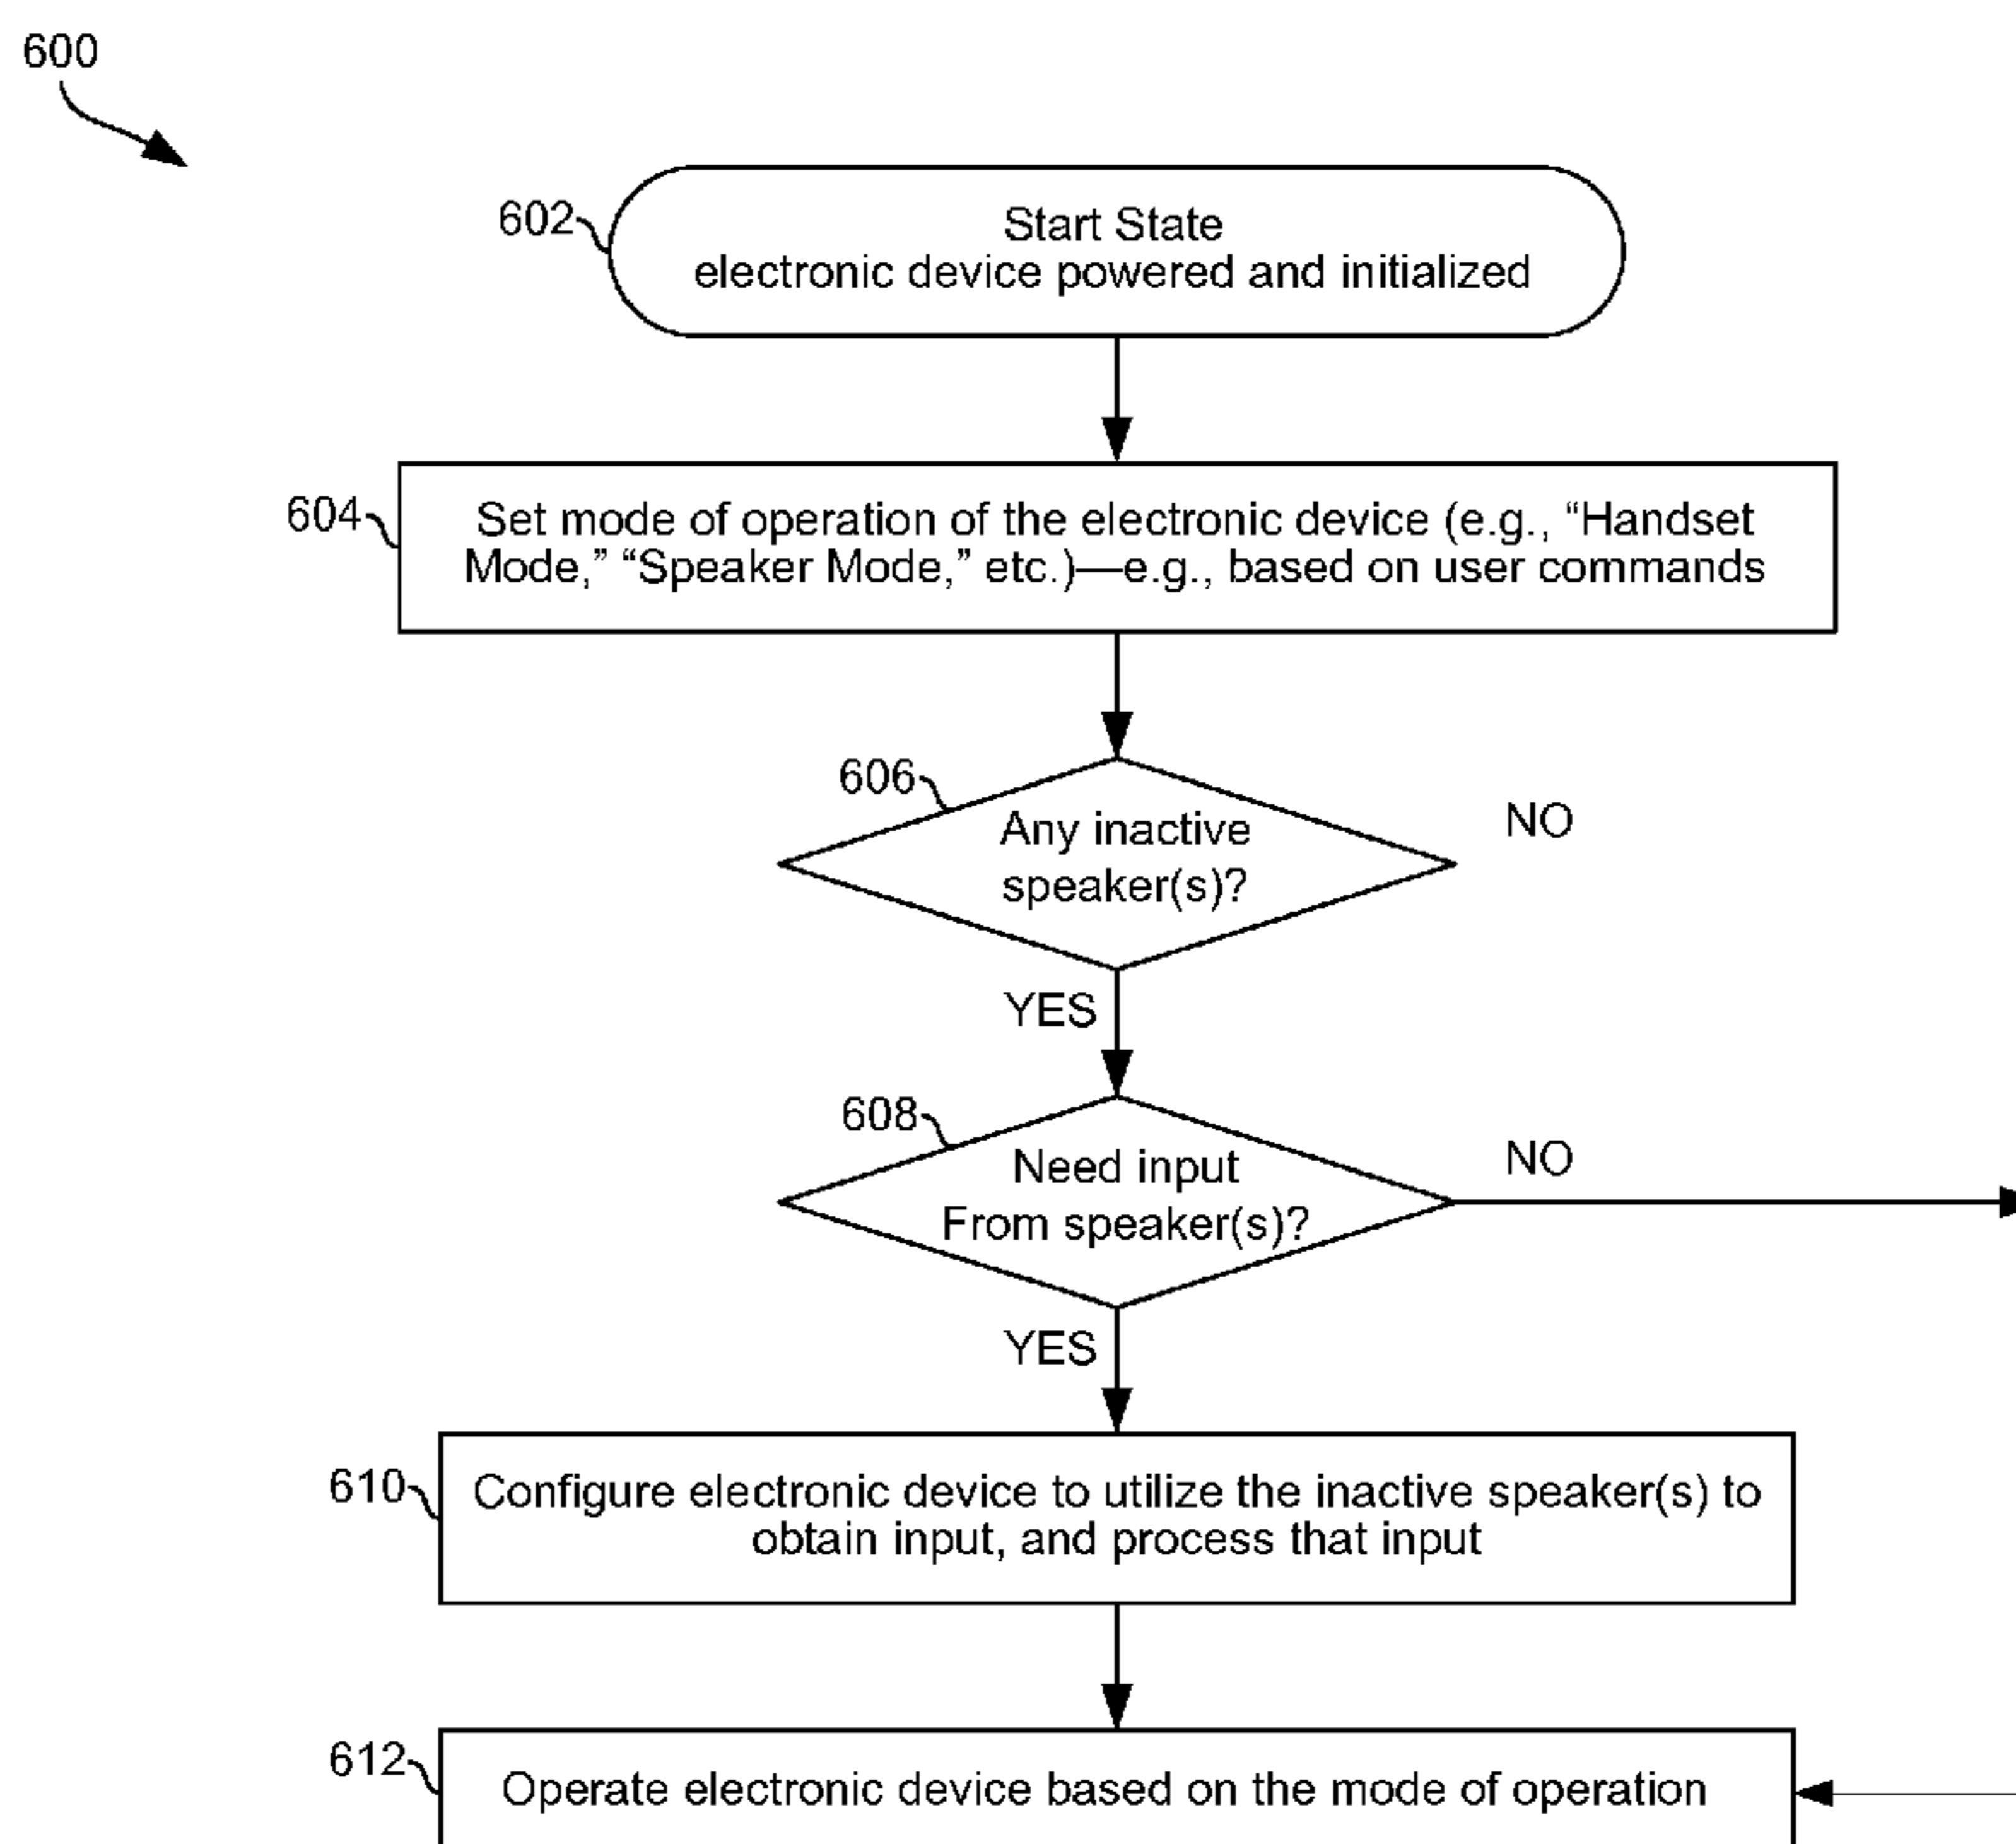 600
602
Start State
electronic device powered and initialized
604
Set mode of operation of the electronic device (e.g., “Handset
Mode,” “Speaker Mode,” etc.)—e.g., based on user commands
606
Any inactive
speaker(s)?
NO
YES
608
Need input
From speaker(s)?
NO
YES
610
Configure electronic device to utilize the inactive speaker(s) to
obtain input, and process that input
612
Operate electronic device based on the mode of operation